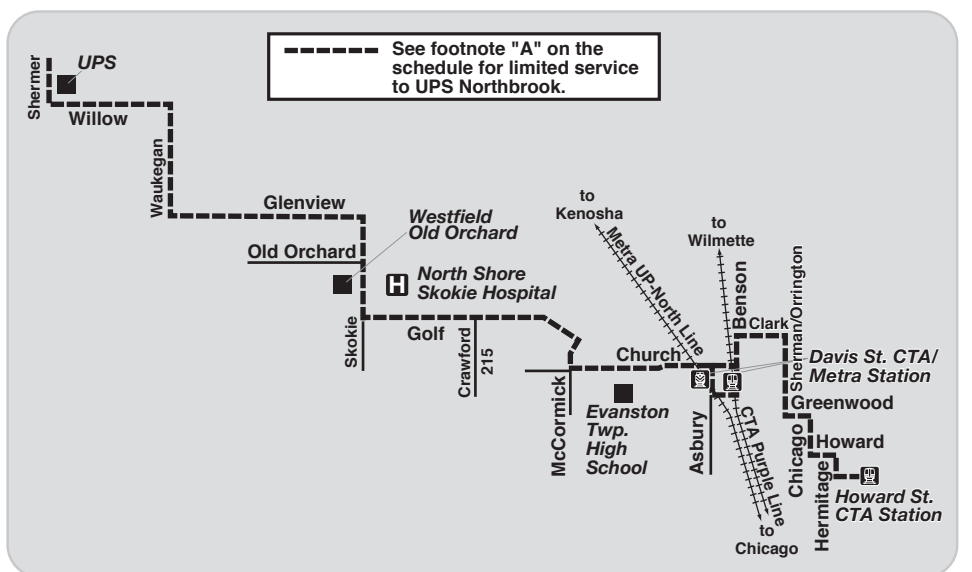 See footnote "A" on the
schedule for limited service
to UPS Northbrook.
Shermer
UPS
Willow
Waukegan
Glenview
Westfield
Old Orchard
Old Orchard
H
North Shore
Skokie Hospital
Skokie
Golf
Crawford
215
McCormick
Church
Evanston
Twp.
High
School
Asbury
to
Kenosha
Metra UP-North Line
to
Wilmette
Benson
Clark
Sherman/Orrington
Davis St. CTA/
Metra Station
Greenwood
Chicago
Howard
Hermitage
Howard St.
CTA Station
CTA Purple Line
to
Chicago